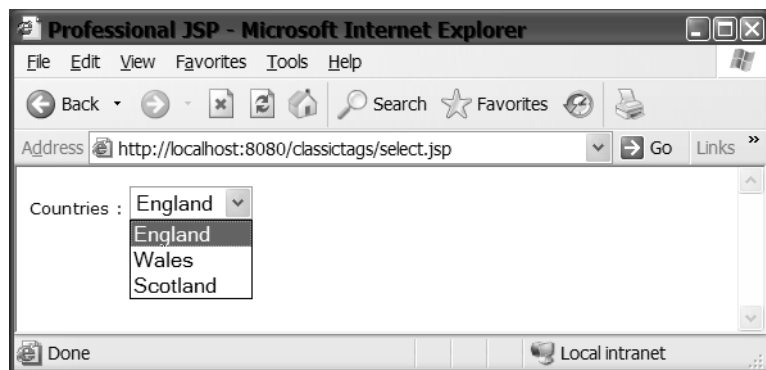 Professional JSP - Microsoft Internet Explorer
File Edit View Favorites Tools Help
Back Search Favorites
Address http://localhost:8080/classictags/select.jsp Go Links »
Countries : England
England
Wales
Scotland
Done Local intranet